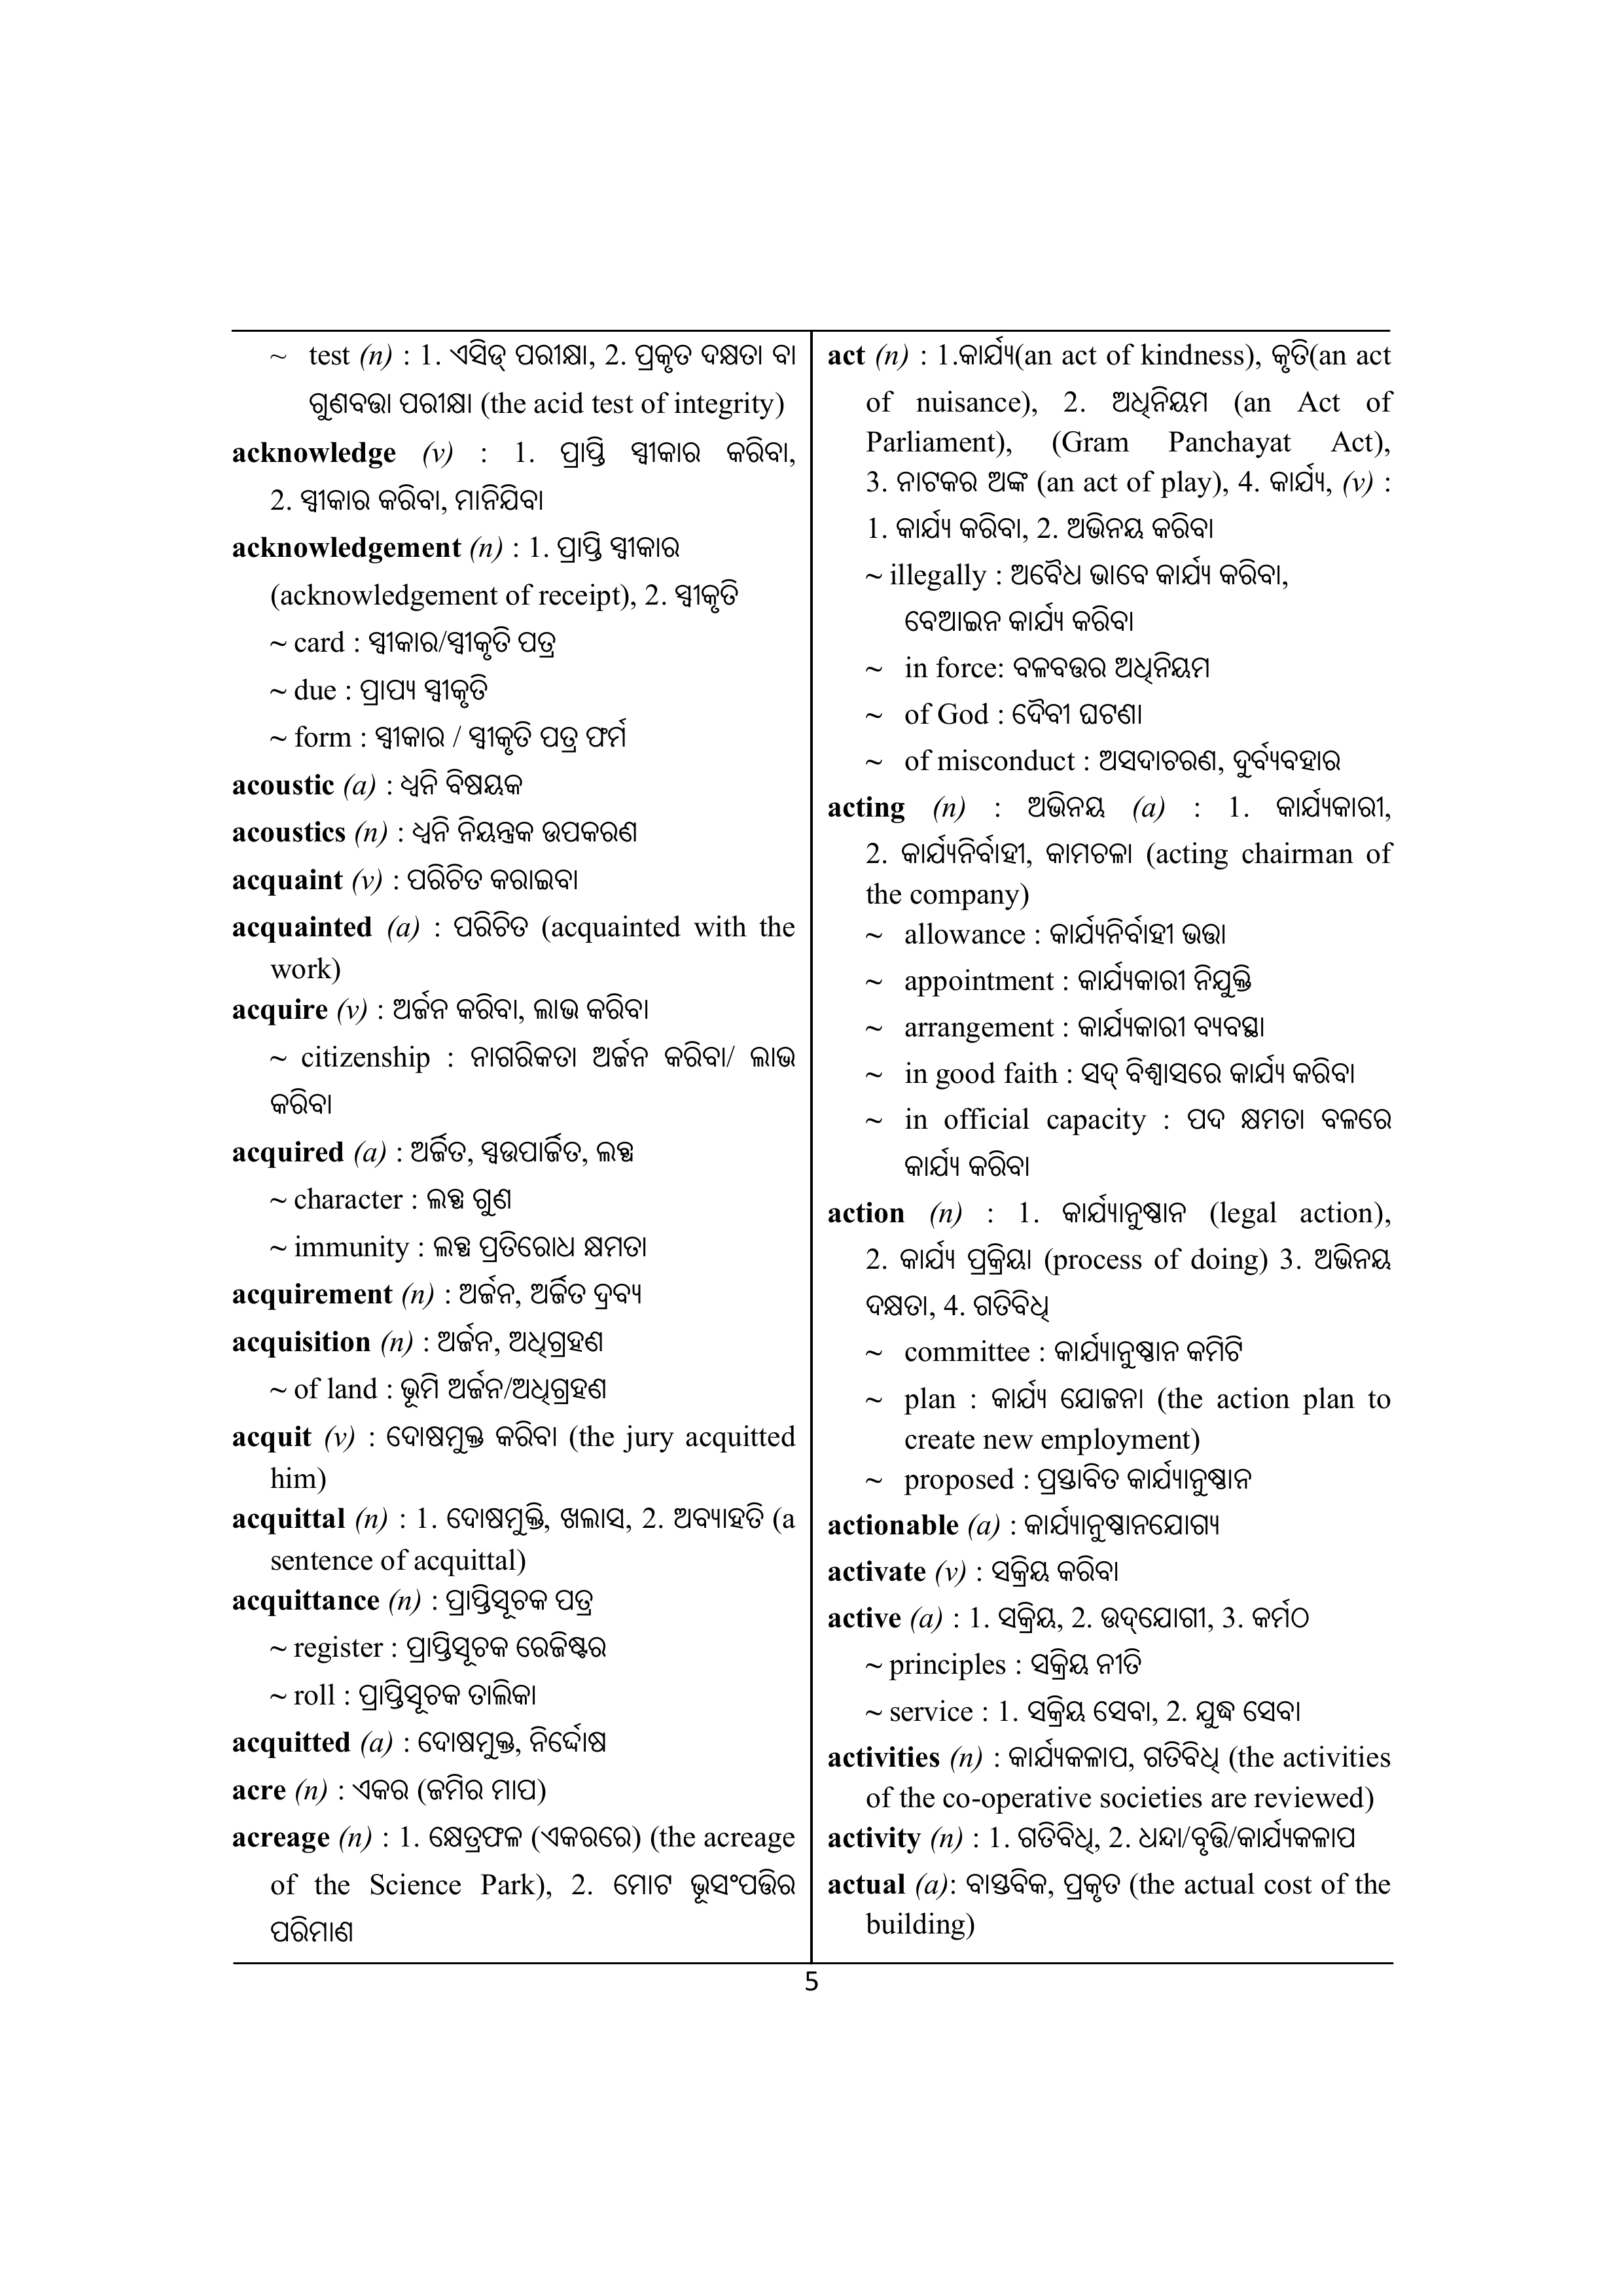 ~ test (n) : 1. ଏସିଡ୍ ପରୀକ୍ଷା, 2. ପ୍ରକୃତ ଦକ୍ଷତା ବା
ଗୁଣବତ୍ତା ପରୀକ୍ଷା (the acid test of integrity)
acknowledge (v) : 1. ପ୍ରାପ୍ତି ସ୍ୱୀକାର କରିବା,
2. ସ୍ୱୀକାର କରିବା, ମାନିଯିବା
acknowledgement (n) : 1. ପ୍ରାପ୍ତି ସ୍ୱୀକାର
(acknowledgement of receipt), 2. ସ୍ୱୀକୃତି
~ card : ସ୍ୱୀକାର/ସ୍ୱୀକୃତି ପତ୍ର
~ due : ପ୍ରାପ୍ୟ ସ୍ୱୀକୃତି
~ form : ସ୍ୱୀକାର / ସ୍ୱୀକୃତି ପତ୍ର ଫର୍ମ
acoustic (a) : ଧ୍ୱନି ବିଷୟକ
acoustics (n) : ଧ୍ୱନି ନିୟନ୍ତ୍ରକ ଉପକରଣ
acquaint (v) : ପରିଚିତ କରାଇବା
acquainted (a) : ପରିଚିତ (acquainted with the
work)
acquire (v) : ଅର୍ଜନ କରିବା, ଲାଭ କରିବା
~ citizenship : ନାଗରିକତା ଅର୍ଜନ କରିବା/ ଲାଭ
କରିବା
acquired (a) : ଅର୍ଜିତ, ସ୍ୱଉପାର୍ଜିତ, ଲବ୍ଧ
~ character : ଲବ୍ଧ ଗୁଣ
~ immunity : ଲବ୍ଧ ପ୍ରତିରୋଧ କ୍ଷମତା
acquirement (n) : ଅର୍ଜନ, ଅର୍ଜିତ ଦ୍ରବ୍ୟ
acquisition (n) : ଅର୍ଜନ, ଅଧିଗ୍ରହଣ
~ of land : ଭୂମି ଅର୍ଜନ/ଅଧିଗ୍ରହଣ
acquit (v) : ଦୋଷମୁକ୍ତ କରିବା (the jury acquitted
him)
acquittal (n) : 1. ଦୋଷମୁକ୍ତି, ଖଲାସ, 2. ଅବ୍ୟାହତି (a
sentence of acquittal)
acquittance (n) : ପ୍ରାପ୍ତିସୂଚକ ପତ୍ର
~ register : ପ୍ରାପ୍ତିସୂଚକ ରେଜିଷ୍ଟର
~ roll : ପ୍ରାପ୍ତିସୂଚକ ତାଲିକା
acquitted (a) : ଦୋଷମୁକ୍ତ, ନିର୍ଦ୍ଦୋଷ
acre (n) : ଏକର (ଜମିର ମାପ)
acreage (n) : 1. କ୍ଷେତ୍ରଫଳ (ଏକରରେ) (the acreage
of the Science Park), 2. ମୋଟ ଭୂସଂପତ୍ତିର
ପରିମାଣ
act (n) : 1.କାର୍ଯ୍ୟ(an act of kindness), କୃତି(an act
of nuisance), 2. ଅଧିନିୟମ (an Act of
Parliament), (Gram Panchayat Act),
3. ନାଟକର ଅଙ୍କ (an act of play), 4. କାର୍ଯ୍ୟ, (v) :
1. କାର୍ଯ୍ୟ କରିବା, 2. ଅଭିନୟ କରିବା
~ illegally : ଅବୈଧ ଭାବେ କାର୍ଯ୍ୟ କରିବା,
ବେଆଇନ କାର୍ଯ୍ୟ କରିବା
~ in force: ବଳବତ୍ତର ଅଧିନିୟମ
~ of God : ଦୈବୀ ଘଟଣା
~ of misconduct : ଅସଦାଚରଣ, ଦୁର୍ବ୍ୟବହାର
acting (n) : ଅଭିନୟ (a) : 1. କାର୍ଯ୍ୟକାରୀ,
2. କାର୍ଯ୍ୟନିର୍ବାହୀ, କାମଚଳା (acting chairman of
the company)
~ allowance : କାର୍ଯ୍ୟନିର୍ବାହୀ ଭତ୍ତା
~ appointment : କାର୍ଯ୍ୟକାରୀ ନିଯୁକ୍ତି
~ arrangement : କାର୍ଯ୍ୟକାରୀ ବ୍ୟବସ୍ଥା
~ in good faith : ସଦ୍ ବିଶ୍ୱାସରେ କାର୍ଯ୍ୟ କରିବା
~ in official capacity : ପଦ କ୍ଷମତା ବଳରେ
କାର୍ଯ୍ୟ କରିବା
action (n) : 1. କାର୍ଯ୍ୟାନୁଷ୍ଠାନ (legal action),
2. କାର୍ଯ୍ୟ ପ୍ରକ୍ରିୟା (process of doing) 3. ଅଭିନୟ
ଦକ୍ଷତା, 4. ଗତିବିଧି
~ committee : କାର୍ଯ୍ୟାନୁଷ୍ଠାନ କମିଟି
~ plan : କାର୍ଯ୍ୟ ଯୋଜନା (the action plan to
create new employment)
~ proposed : ପ୍ରସ୍ତାବିତ କାର୍ଯ୍ୟାନୁଷ୍ଠାନ
actionable (a) : କାର୍ଯ୍ୟାନୁଷ୍ଠାନଯୋଗ୍ୟ
activate (v) : ସକ୍ରିୟ କରିବା
active (a) : 1. ସକ୍ରିୟ, 2. ଉଦ୍‌ଯୋଗୀ, 3. କର୍ମଠ
~ principles : ସକ୍ରିୟ ନୀତି
~ service : 1. ସକ୍ରିୟ ସେବା, 2. ଯୁଦ୍ଧ ସେବା
activities (n) : କାର୍ଯ୍ୟକଳାପ, ଗତିବିଧି (the activities
of the co-operative societies are reviewed)
activity (n) : 1. ଗତିବିଧି, 2. ଧନ୍ଦା/ବୃତ୍ତି/କାର୍ଯ୍ୟକଳାପ
actual (a): ବାସ୍ତବିକ, ପ୍ରକୃତ (the actual cost of the
building)
5